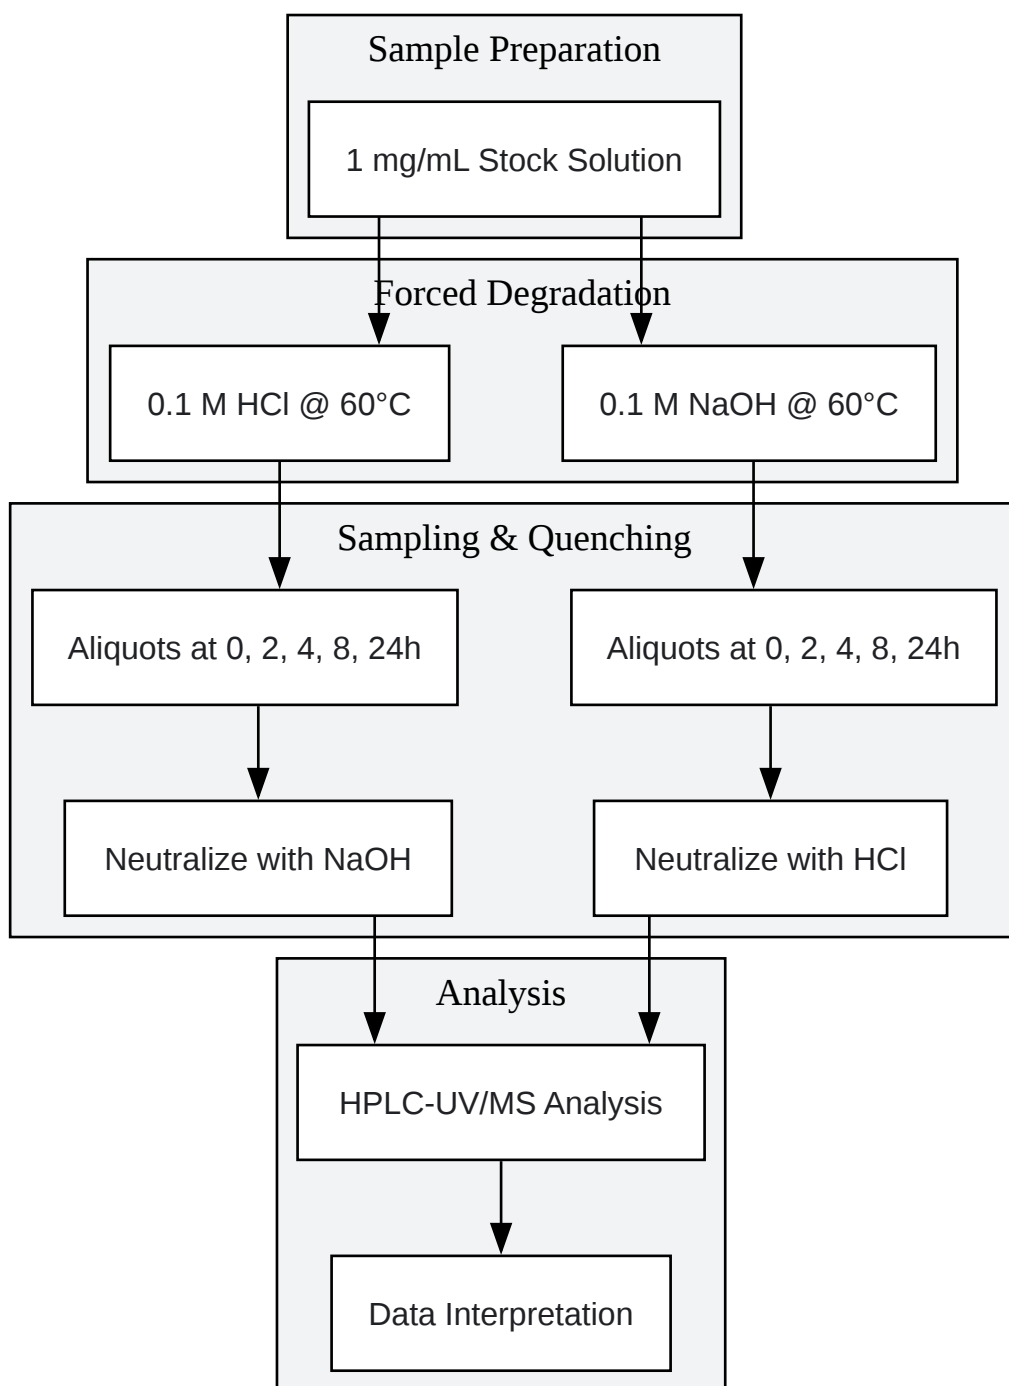 Sample Preparation
1 mg/mL Stock Solution
Forced Degradation
0.1 M HCl @ 60°C
0.1 M NaOH @ 60°C
Sampling & Quenching
Aliquots at 0, 2, 4, 8, 24h
Aliquots at 0, 2, 4, 8, 24h
Neutralize with NaOH
Neutralize with HCl
Analysis
HPLC-UV/MS Analysis
Data Interpretation